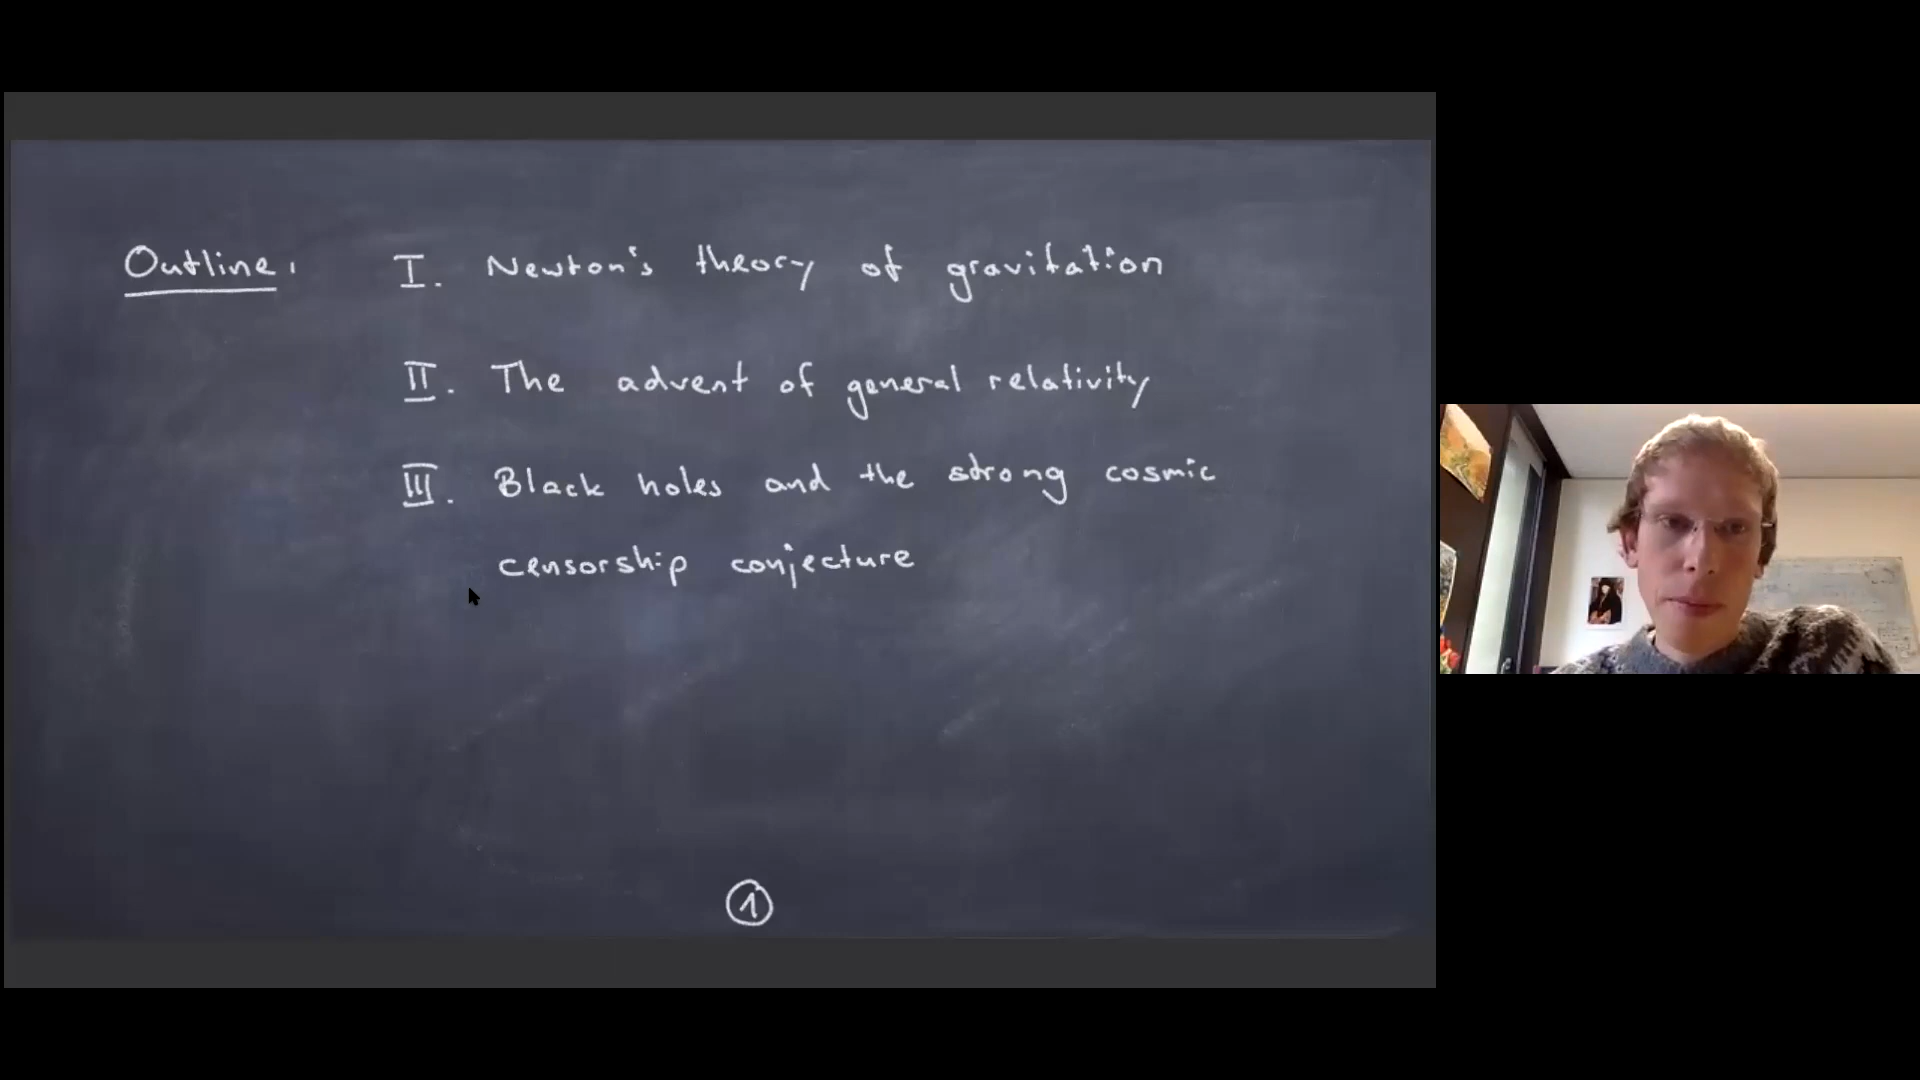 Outline: I. Newton's theory of gravitation
II. The advent of general relativity
III. Black holes and the strong cosmic
censorship conjecture
1